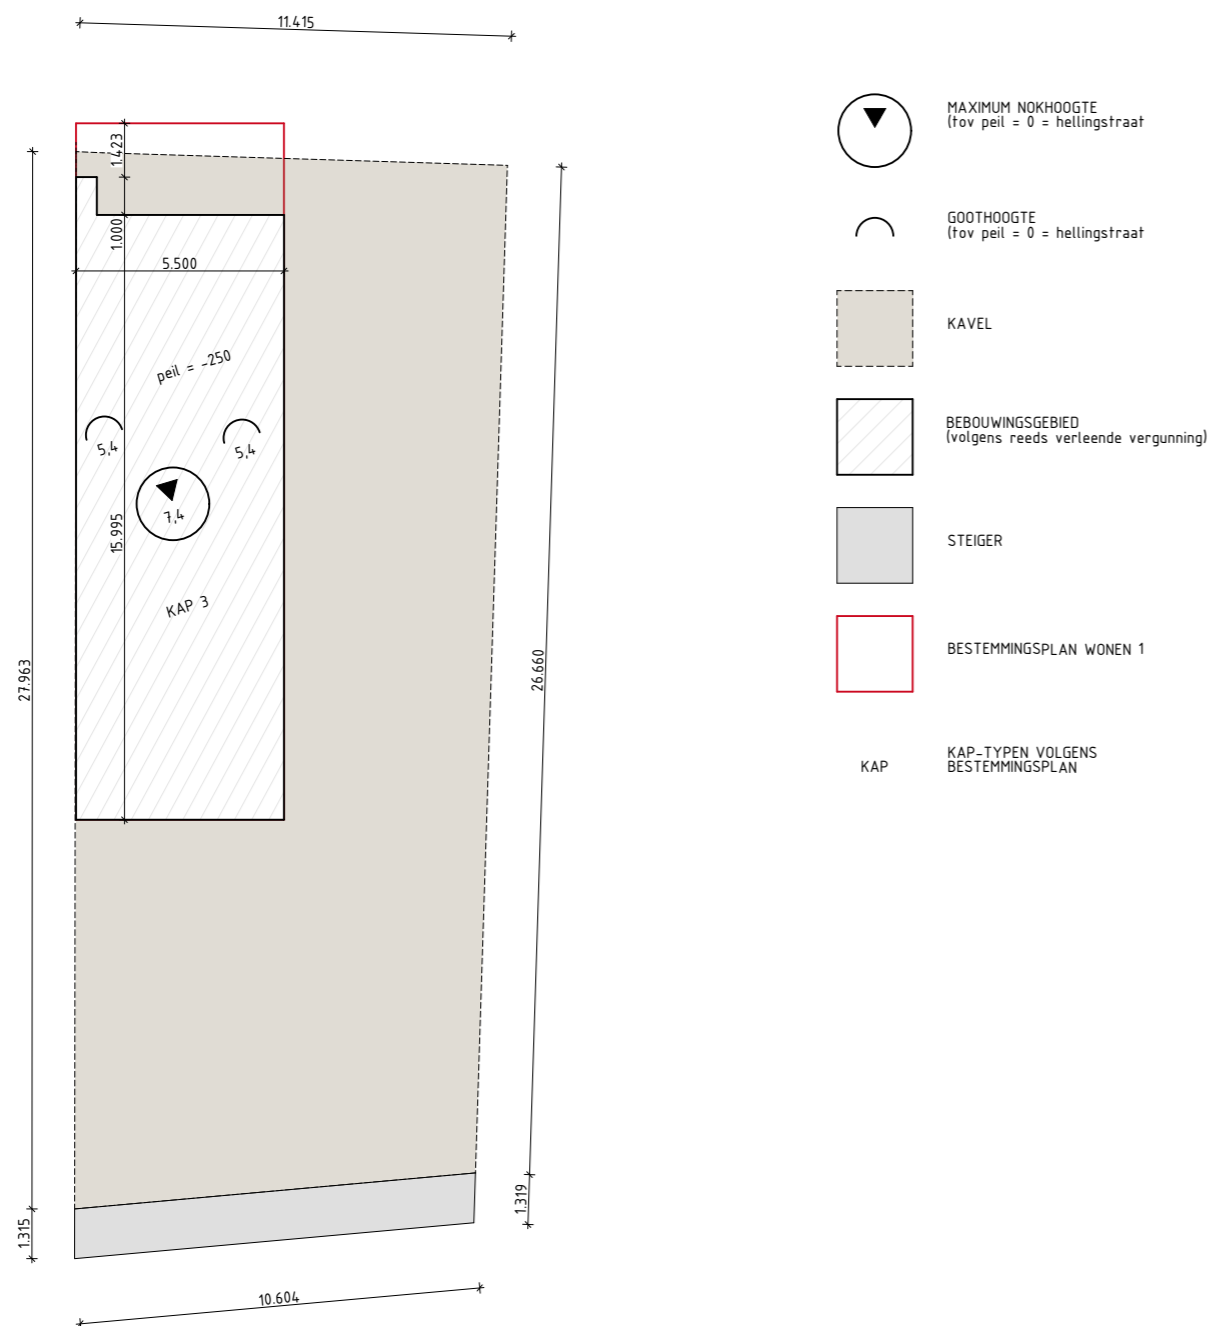 11.415
1.423
1.000
5.500
peil = -250
5,4
5,4
7,4
15.995
KAP 3
27.963
26.660
1.319
1.315
10.604
MAXIMUM NOKHOOGTE
(tov peil = 0 = hellingstraat
GOOTHOOGTE
(tov peil = 0 = hellingstraat
KAVEL
BEBOUWINGSGEBIED
(volgens reeds verleende vergunning)
STEIGER
BESTEMMINGSPLAN WONEN 1
KAP
KAP-TYPEN VOLGENS
BESTEMMINGSPLAN